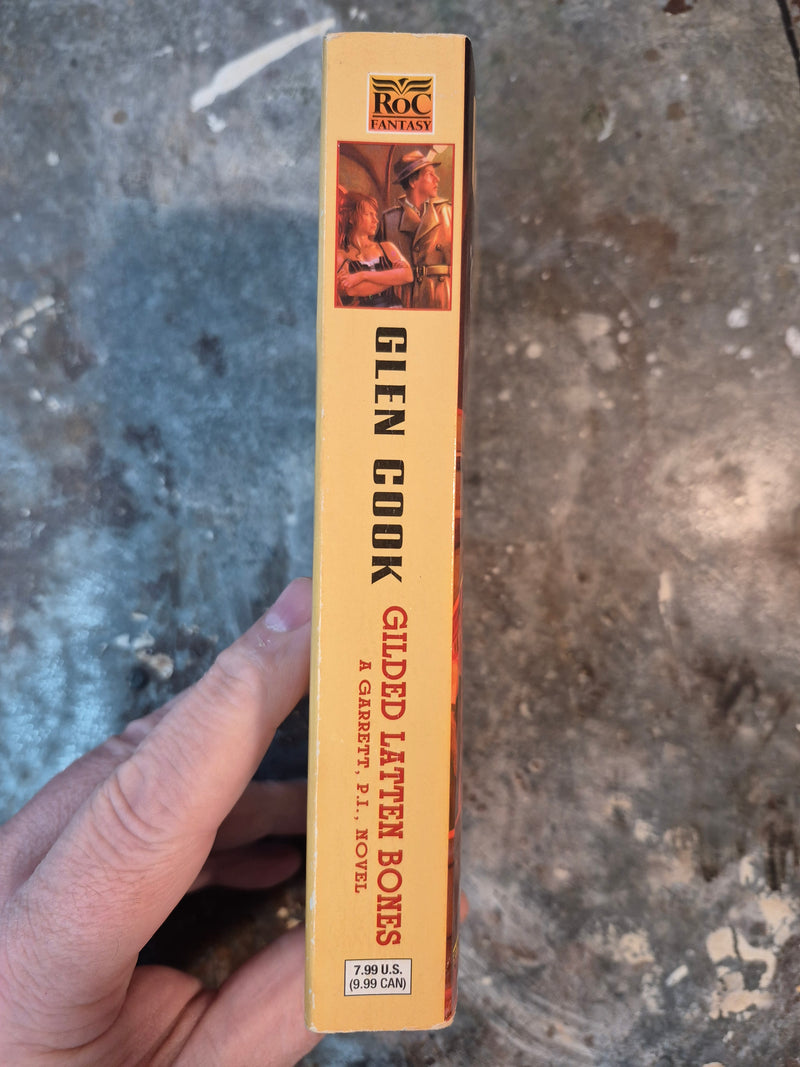 RoC
FANTASY
GLEN COOK
GILDED LATTEN BONES
A GARRETT, P.I., NOVEL
7.99 U.S.
(9.99 CAN)